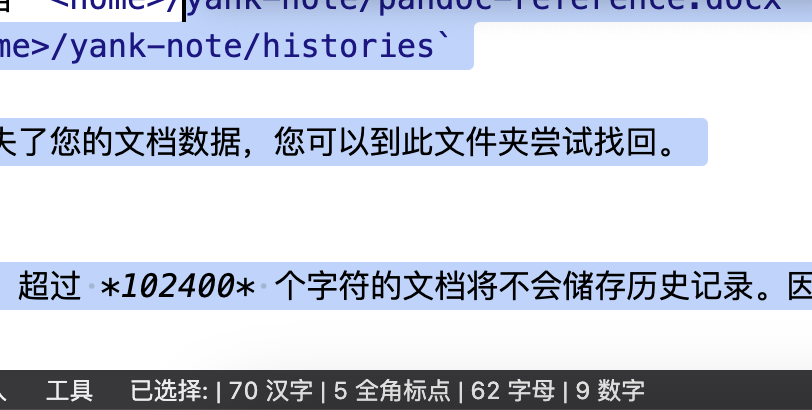 <home>/yank-note/pandoc-reference.docx
me>/yank-note/histories`
失了您的文档数据，您可以到此文件夹尝试找回。
超过 *102400* 个字符的文档将不会储存历史记录。因
工具 已选择: | 70 汉字 | 5 全角标点 | 62 字母 | 9 数字